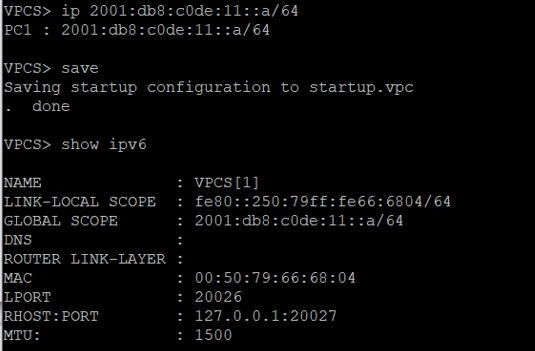 VPCS> ip 2001:db8:c0de:11::a/64
PC1 : 2001:db8:c0de:11::a/64
VPCS> save
Saving startup configuration to startup.vpc
.  done
VPCS> show ipv6
NAME              : VPCS[1]
LINK-LOCAL SCOPE  : fe80::250:79ff:fe66:6804/64
GLOBAL SCOPE      : 2001:db8:c0de:11::a/64
DNS               :
ROUTER LINK-LAYER :
MAC               : 00:50:79:66:68:04
LPORT             : 20026
RHOST:PORT        : 127.0.0.1:20027
MTU:              : 1500